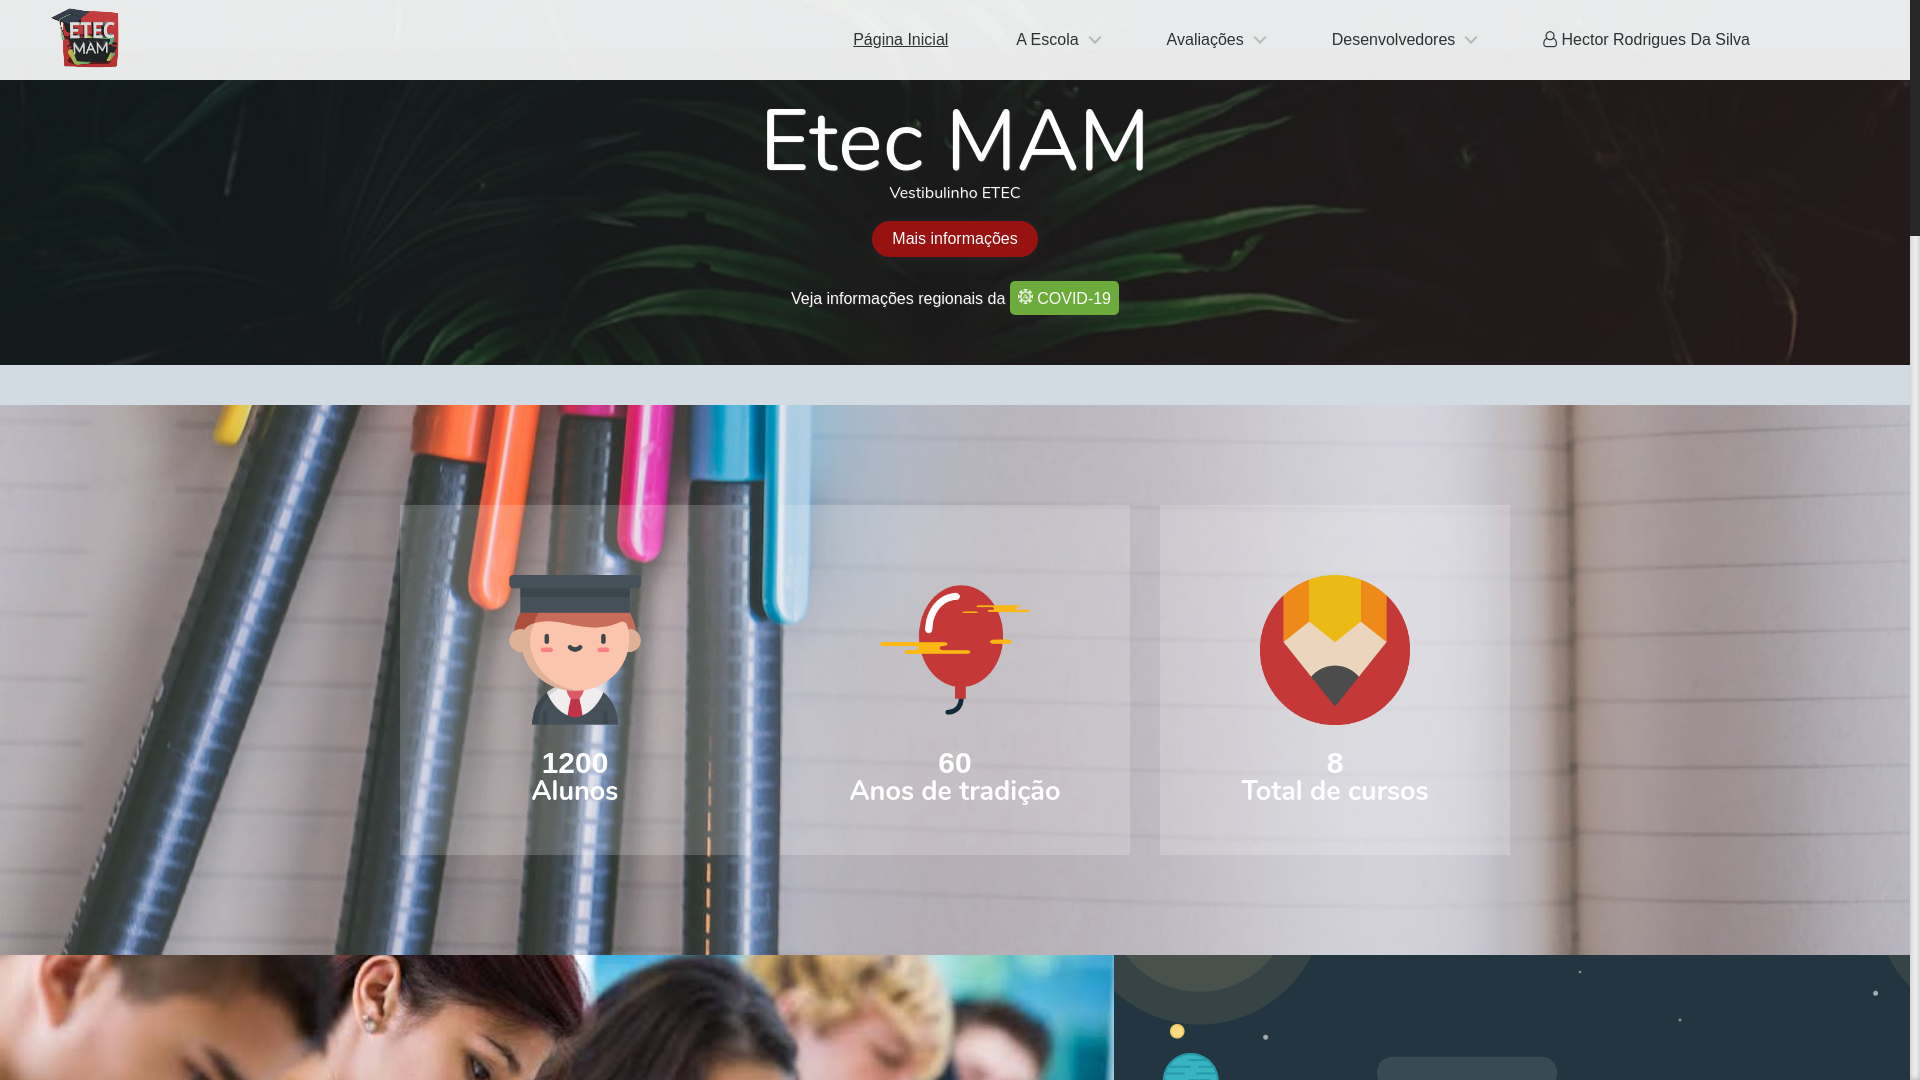 ETEC
MAM
Página Inicial
A Escola
Avaliações
Desenvolvedores
Hector Rodrigues Da Silva
Etec MAM
Vestibulinho ETEC
Mais informações
Veja informações regionais da COVID-19
1200
Alunos
60
Anos de tradição
8
Total de cursos